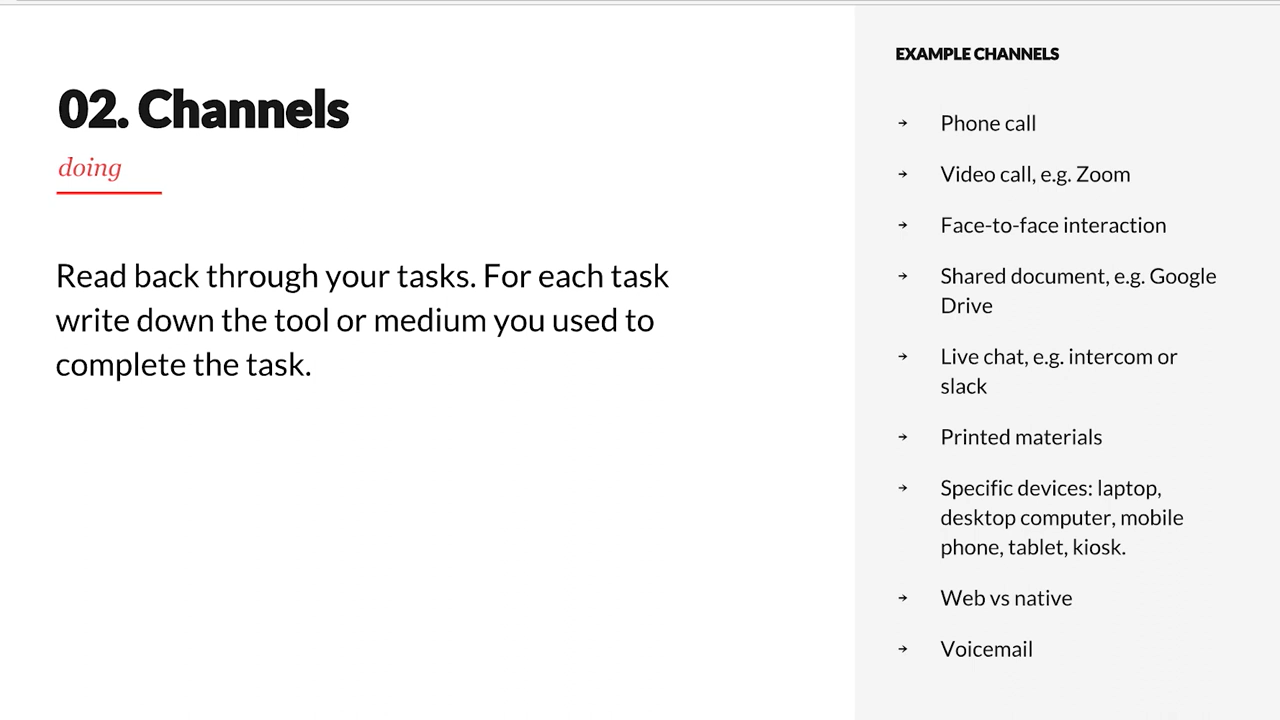 02. Channels
doing
Read back through your tasks. For each task
write down the tool or medium you used to
complete the task.
EXAMPLE CHANNELS
→ Phone call
→ Video call, e.g. Zoom
→ Face-to-face interaction
→ Shared document, e.g. Google
Drive
→ Live chat, e.g. intercom or
slack
→ Printed materials
→ Specific devices: laptop,
desktop computer, mobile
phone, tablet, kiosk.
→ Web vs native
→ Voicemail